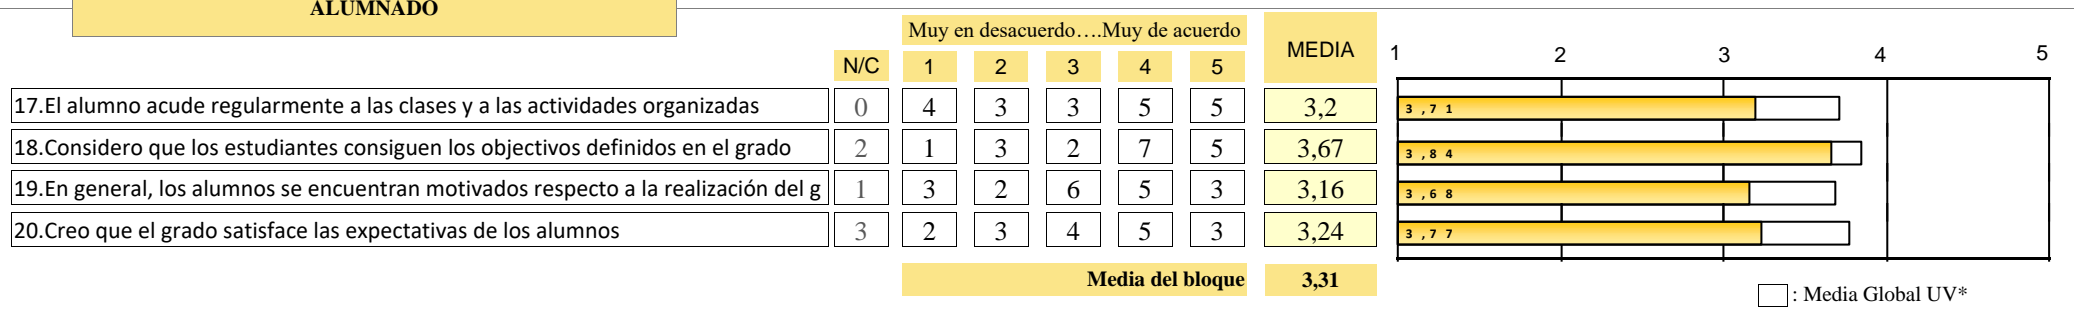 ALUMNADO
Muy en desacuerdo….Muy de acuerdo
MEDIA
N/C 1 2 3 4 5
1 2 3 4 5
17.El alumno acude regularmente a las clases y a las actividades organizadas 0 4 3 3 5 5 3,2 3,71
18.Considero que los estudiantes consiguen los objectivos definidos en el grado 2 1 3 2 7 5 3,67 3,84
19.En general, los alumnos se encuentran motivados respecto a la realización del g 1 3 2 6 5 3 3,16 3,68
20.Creo que el grado satisface las expectativas de los alumnos 3 2 3 4 5 3 3,24 3,77
Media del bloque 3,31
: Media Global UV*